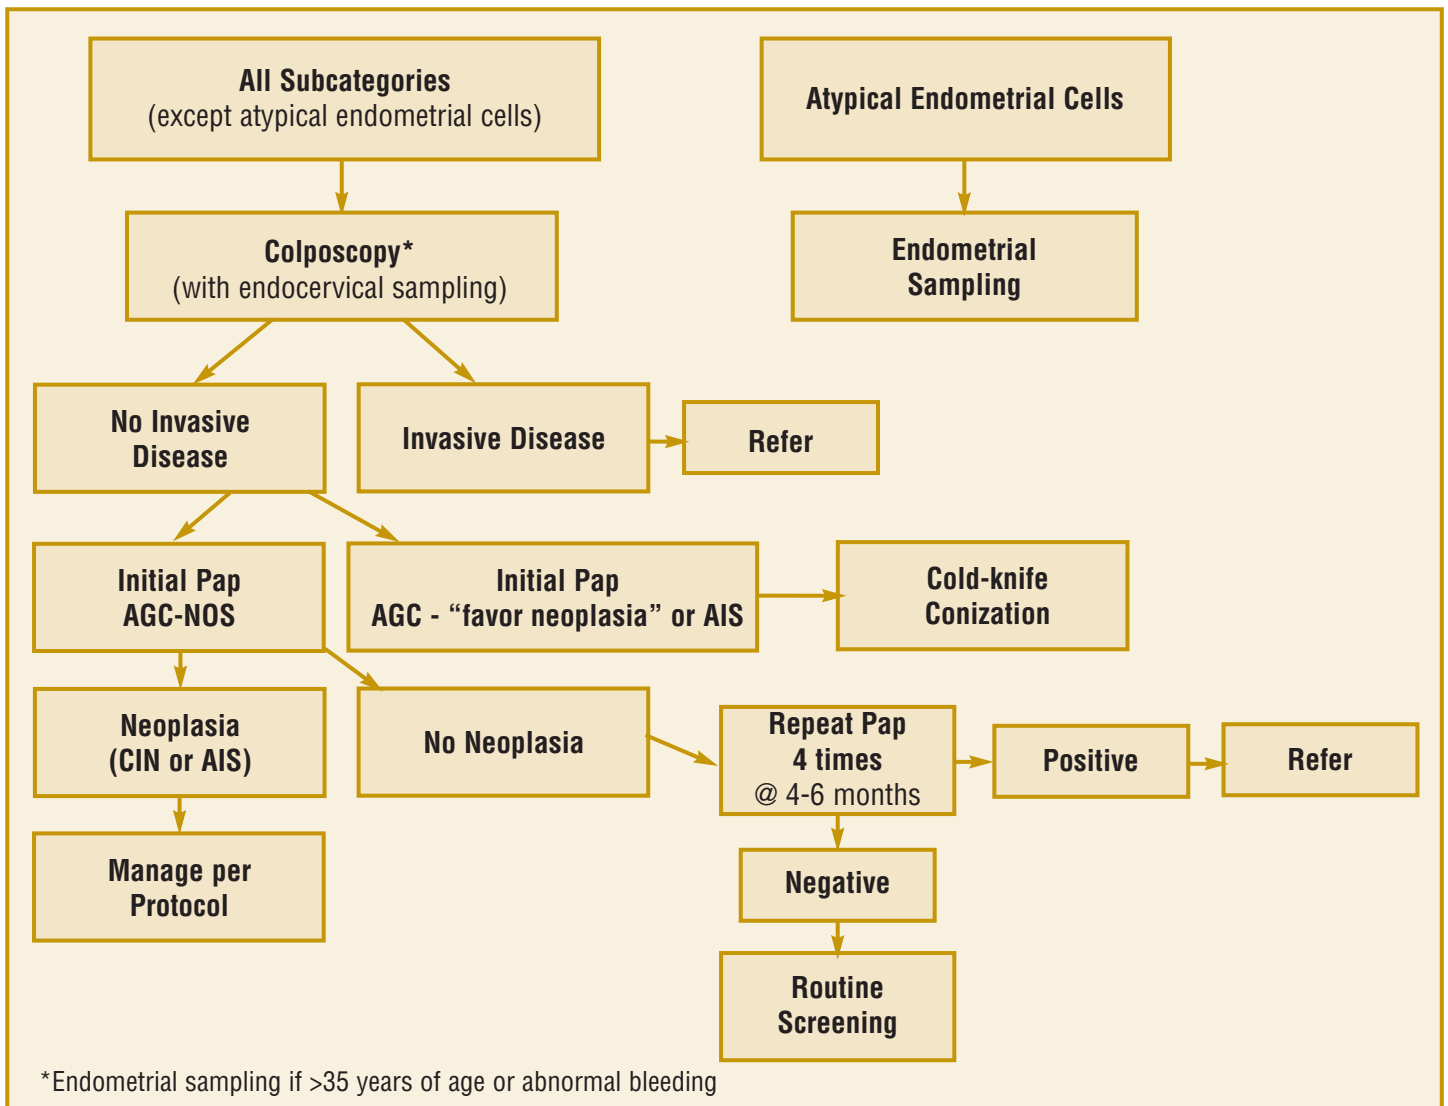 All Subcategories
(except atypical endometrial cells)
Atypical Endometrial Cells
Colposcopy*
(with endocervical sampling)
Endometrial
Sampling
No Invasive
Disease
Invasive Disease
Refer
Initial Pap
AGC-NOS
Initial Pap
AGC - “favor neoplasia” or AIS
Cold-knife
Conization
Neoplasia
(CIN or AIS)
No Neoplasia
Repeat Pap
4 times
@ 4-6 months
Positive
Refer
Manage per
Protocol
Negative
Routine
Screening
*Endometrial sampling if >35 years of age or abnormal bleeding